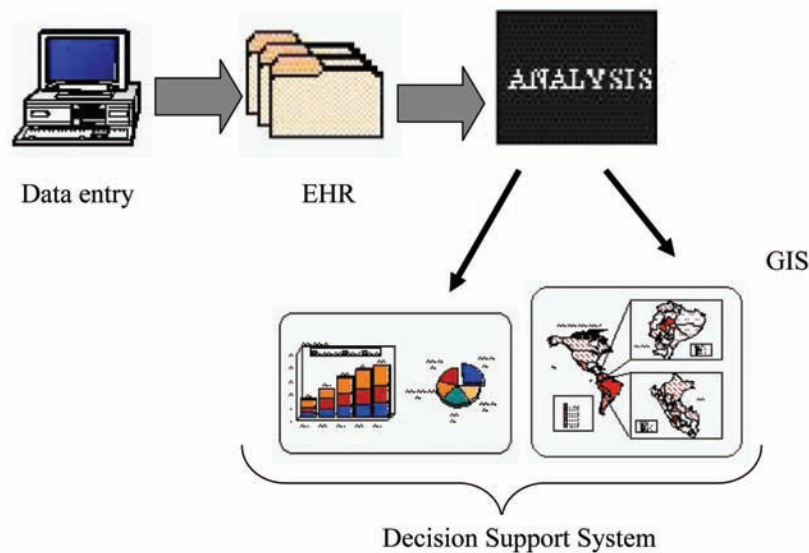 ANALYSIS
Data entry
EHR
GIS
Decision Support System